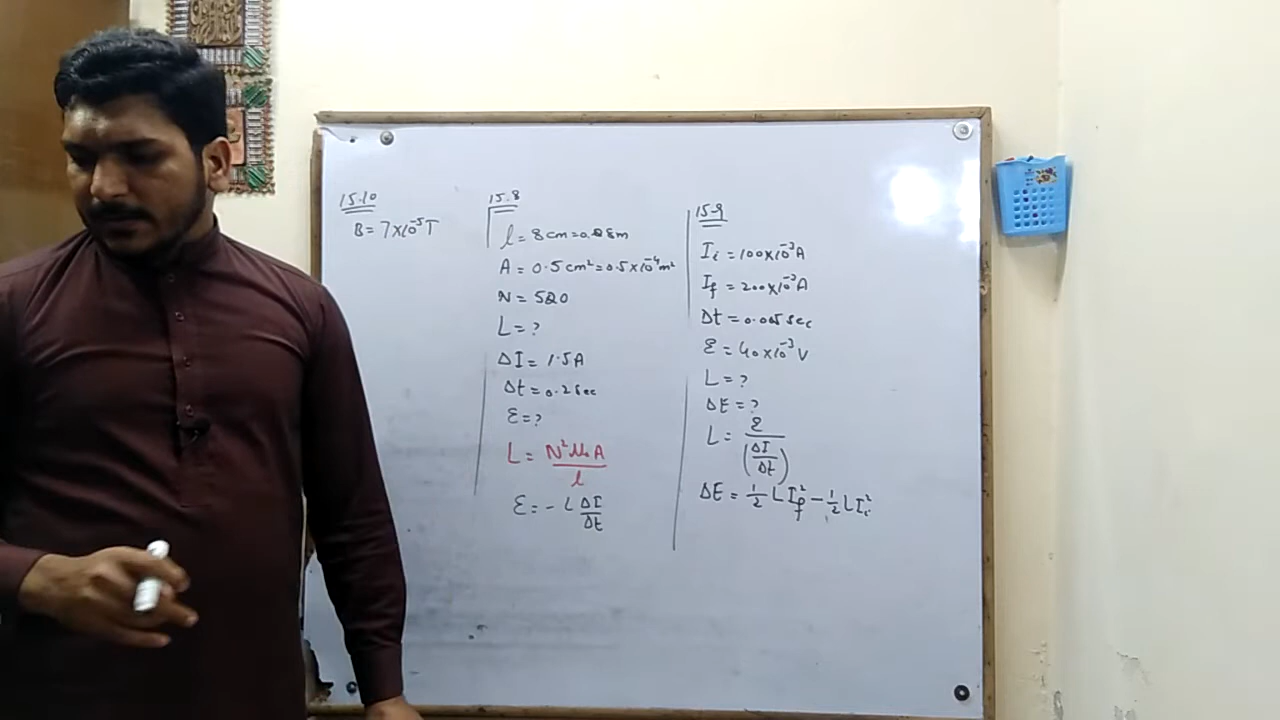 15.10
B = 7×10⁻⁵T
15.8
l = 8cm = 0.08m
A = 0.5cm² = 0.5×10⁻⁴m²
N = 520
L = ?
ΔI = 1.5A
Δt = 0.2sec
ε = ?
L = N²μ₀A / l
ε = -L ΔI/Δt
15.9
Iᵢ = 100×10⁻³A
I_f = 200×10⁻³A
Δt = 0.005sec
ε = 40×10⁻³V
L = ?
ΔE = ?
L = ε / (ΔI/Δt)
ΔE = ½LI_f² - ½LIᵢ²